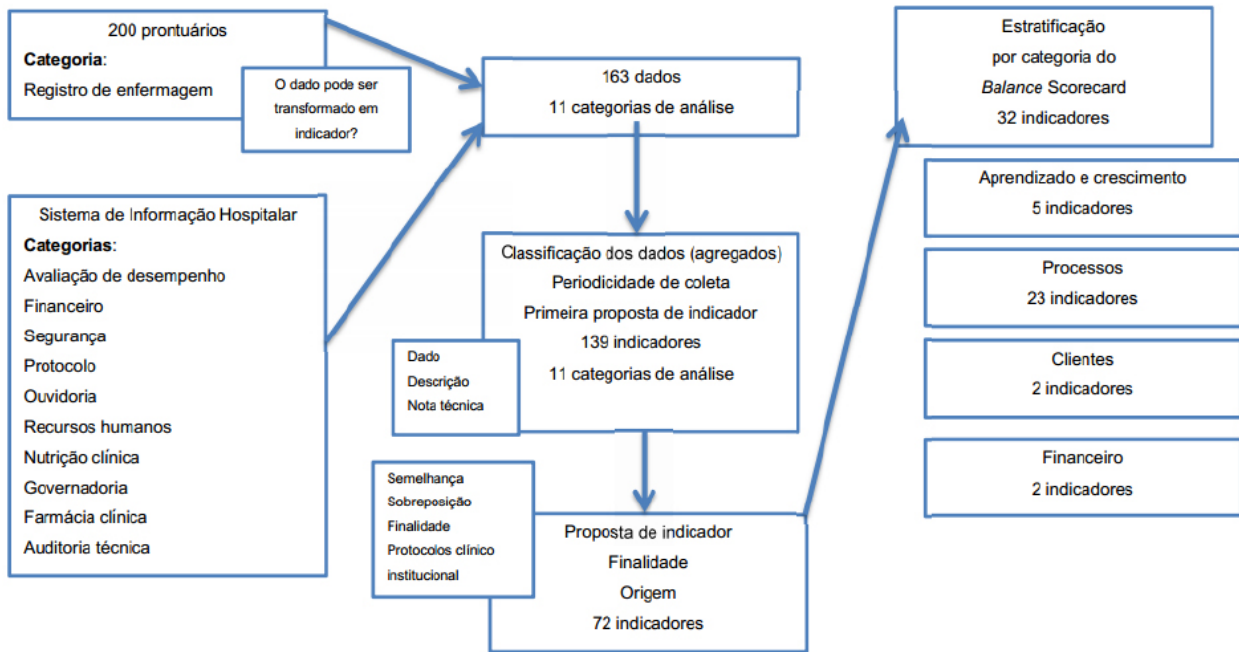 200 prontuários
Categoria:
Registro de enfermagem
O dado pode ser
transformado em
indicador?
Sistema de Informação Hospitalar
Categorias:
Avaliação de desempenho
Financeiro
Segurança
Protocolo
Ouvidoria
Recursos humanos
Nutrição clínica
Governadoria
Farmácia clínica
Auditoria técnica
163 dados
11 categorias de análise
Classificação dos dados (agregados)
Periodicidade de coleta
Primeira proposta de indicador
139 indicadores
11 categorias de análise
Dado
Descrição
Nota técnica
Semelhança
Sobreposição
Finalidade
Protocolos clínico
institucional
Proposta de indicador
Finalidade
Origem
72 indicadores
Estratificação
por categoria do
Balance Scorecard
32 indicadores
Aprendizado e crescimento
5 indicadores
Processos
23 indicadores
Clientes
2 indicadores
Financeiro
2 indicadores